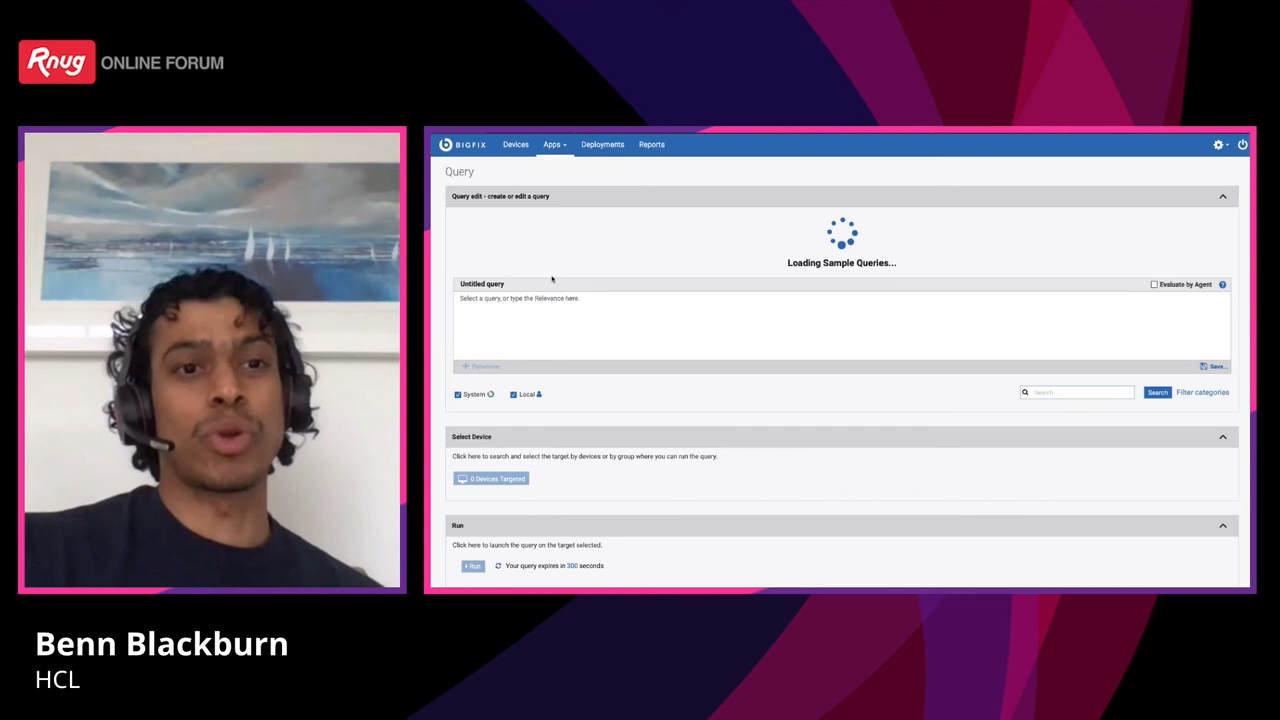 Rnug ONLINE FORUM
BIGFIX Devices Apps Deployments Reports
Query
Query edit - create or edit a query
Loading Sample Queries...
Untitled query Evaluate by Agent ?
Select a query, or type the Relevance here.
Parameter Save...
System Local Search Search Filter categories
Select Device
Click here to search and select the target by devices or by group where you can run the query.
0 Devices Targeted
Run
Click here to launch the query on the target selected.
Run Your query expires in 300 seconds
Benn Blackburn
HCL